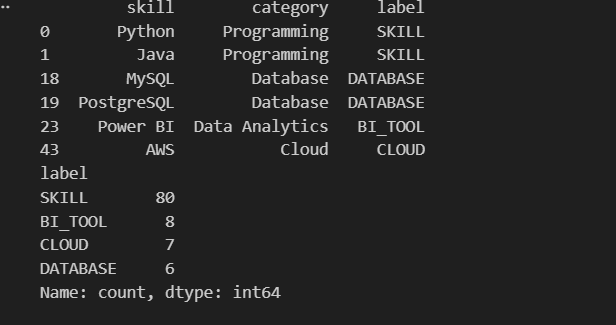 skill category label
0 Python Programming SKILL
1 Java Programming SKILL
18 MySQL Database DATABASE
19 PostgreSQL Database DATABASE
23 Power BI Data Analytics BI_TOOL
43 AWS Cloud CLOUD
label
SKILL 80
BI_TOOL 8
CLOUD 7
DATABASE 6
Name: count, dtype: int64